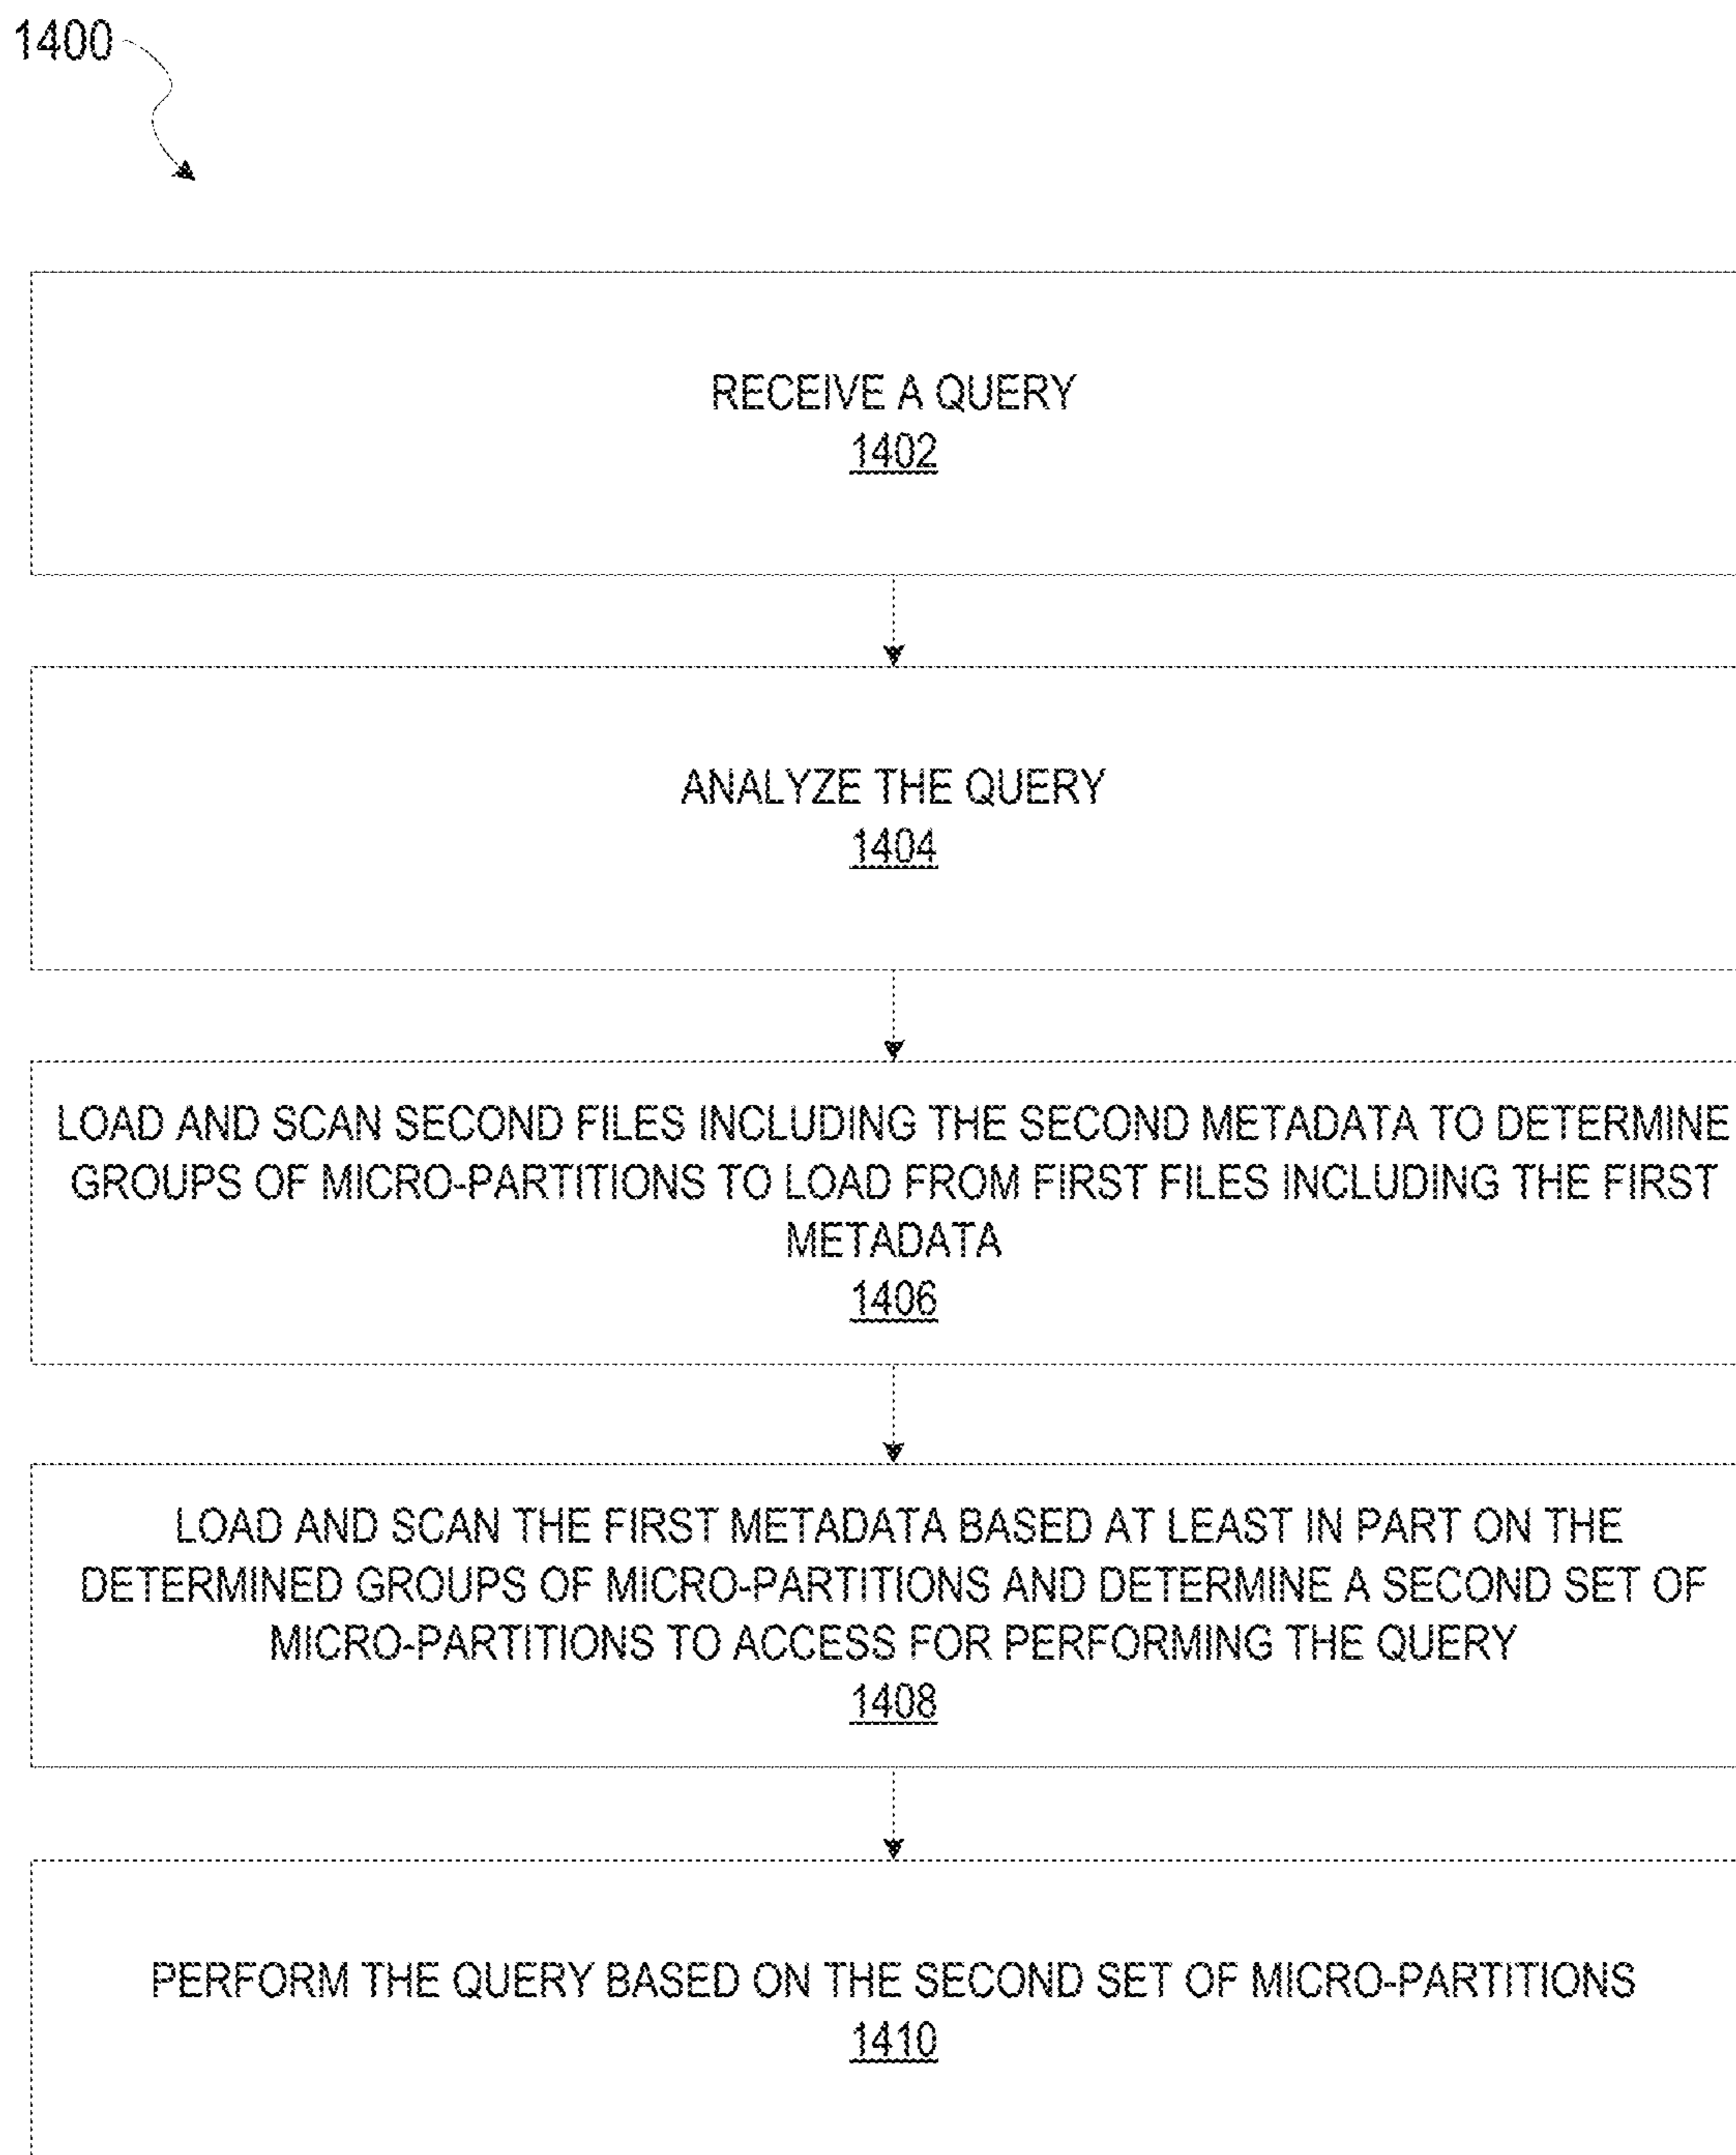 1400
RECEIVE A QUERY
1402
ANALYZE THE QUERY
1404
LOAD AND SCAN SECOND FILES INCLUDING THE SECOND METADATA TO DETERMINE
GROUPS OF MICRO-PARTITIONS TO LOAD FROM FIRST FILES INCLUDING THE FIRST
METADATA
1406
LOAD AND SCAN THE FIRST METADATA BASED AT LEAST IN PART ON THE
DETERMINED GROUPS OF MICRO-PARTITIONS AND DETERMINE A SECOND SET OF
MICRO-PARTITIONS TO ACCESS FOR PERFORMING THE QUERY
1408
PERFORM THE QUERY BASED ON THE SECOND SET OF MICRO-PARTITIONS
1410